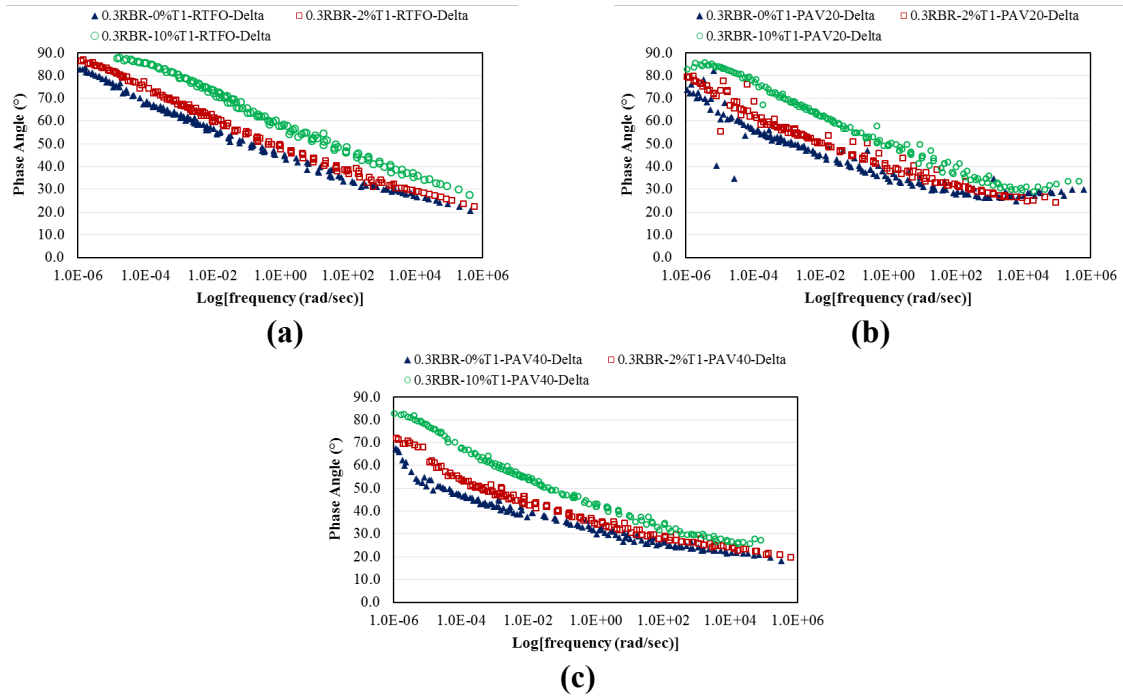 0.3RBR-0%T1-RTFO-Delta 0.3RBR-2%T1-RTFO-Delta
0.3RBR-10%T1-RTFO-Delta
90.0
80.0
70.0
60.0
50.0
40.0
30.0
20.0
10.0
0.0
Phase Angle (°)
1.0E-06 1.0E-04 1.0E-02 1.0E+00 1.0E+02 1.0E+04 1.0E+06
Log[frequency (rad/sec)]
(a)
0.3RBR-0%T1-PAV20-Delta 0.3RBR-2%T1-PAV20-Delta
0.3RBR-10%T1-PAV20-Delta
90.0
80.0
70.0
60.0
50.0
40.0
30.0
20.0
10.0
0.0
Phase Angle (°)
1.0E-06 1.0E-04 1.0E-02 1.0E+00 1.0E+02 1.0E+04 1.0E+06
Log[frequency (rad/sec)]
(b)
0.3RBR-0%T1-PAV40-Delta 0.3RBR-2%T1-PAV40-Delta
0.3RBR-10%T1-PAV40-Delta
90.0
80.0
70.0
60.0
50.0
40.0
30.0
20.0
10.0
0.0
Phase Angle (°)
1.0E-06 1.0E-04 1.0E-02 1.0E+00 1.0E+02 1.0E+04 1.0E+06
Log[frequency (rad/sec)]
(c)